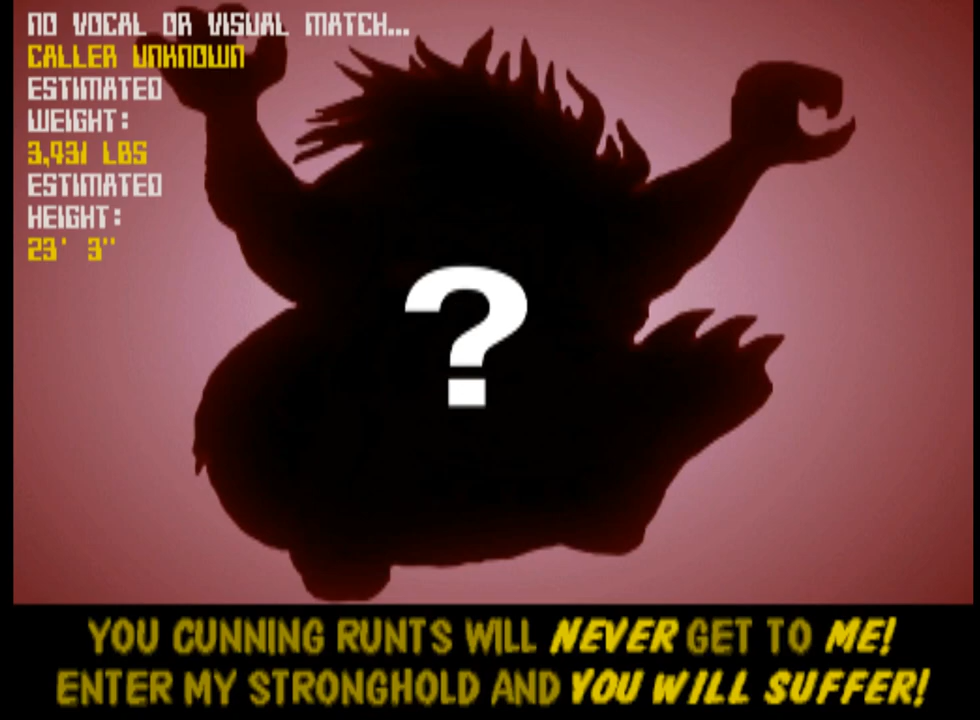 NO VOCAL OR VISUAL MATCH...
CALLER UNKNOWN
ESTIMATED
WEIGHT:
3,931 LBS
ESTIMATED
HEIGHT:
23' 3"
?
YOU CUNNING RUNTS WILL NEVER GET TO ME!
ENTER MY STRONGHOLD AND YOU WILL SUFFER!